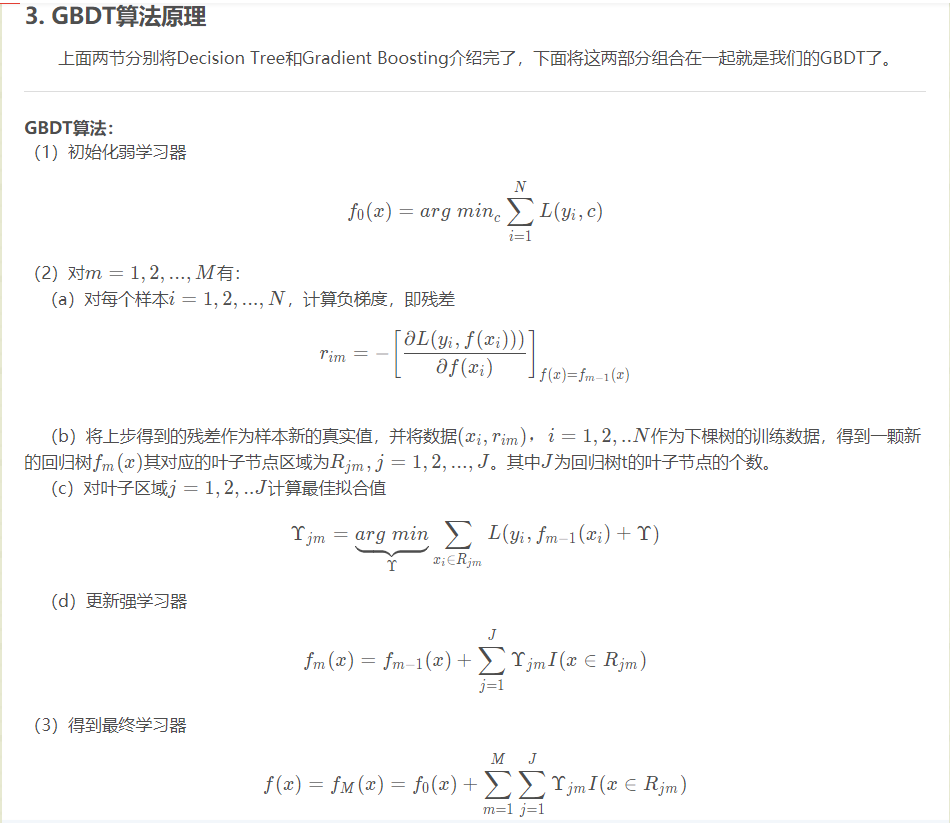 3. GBDT算法原理
上面两节分别将Decision Tree和Gradient Boosting介绍完了，下面将这两部分组合在一起就是我们的GBDT了。
GBDT算法：
（1）初始化弱学习器
$f_0(x) = arg\ min_c \sum_{i=1}^{N} L(y_i, c)$
（2）对$m = 1, 2, ..., M$有：
（a）对每个样本$i = 1, 2, ..., N$，计算负梯度，即残差
$r_{im} = -\left[\frac{\partial L(y_i, f(x_i)))}{\partial f(x_i)}\right]_{f(x)=f_{m-1}(x)}$
（b）将上步得到的残差作为样本新的真实值，并将数据$(x_i, r_{im})$，$i = 1, 2, ..N$作为下棵树的训练数据，得到一颗新
的回归树$f_m(x)$其对应的叶子节点区域为$R_{jm}, j = 1, 2, ..., J$。其中$J$为回归树t的叶子节点的个数。
（c）对叶子区域$j = 1, 2, ..J$计算最佳拟合值
$\Upsilon_{jm} = \underbrace{arg\ min}_{\Upsilon} \sum_{x_i \in R_{jm}} L(y_i, f_{m-1}(x_i) + \Upsilon)$
（d）更新强学习器
$f_m(x) = f_{m-1}(x) + \sum_{j=1}^{J} \Upsilon_{jm} I(x \in R_{jm})$
（3）得到最终学习器
$f(x) = f_M(x) = f_0(x) + \sum_{m=1}^{M} \sum_{j=1}^{J} \Upsilon_{jm} I(x \in R_{jm})$